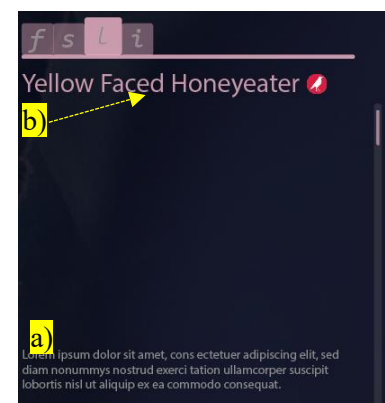 f s l i
Yellow Faced Honeyeater
b)
a)
Lorem ipsum dolor sit amet, cons ectetuer adipiscing elit, sed
diam nonummys nostrud exerci tation ullamcorper suscipit
lobortis nisl ut aliquip ex ea commodo consequat.